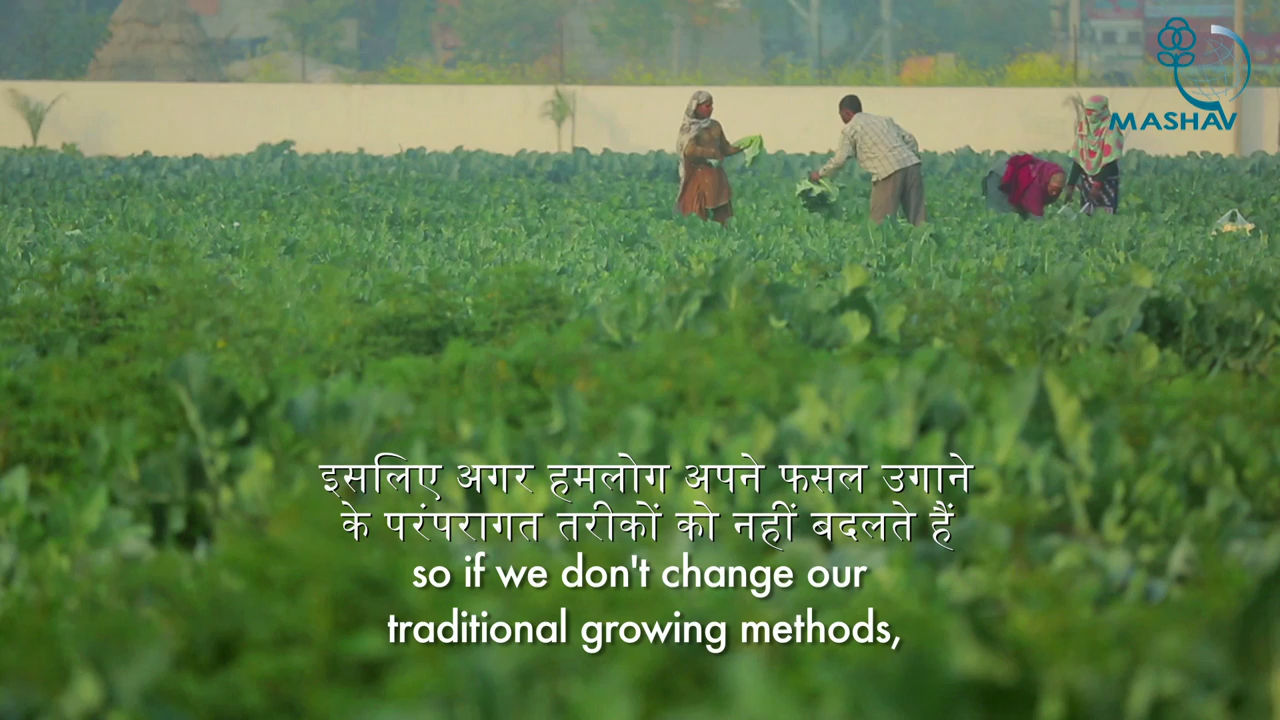 MASHAV
इसलिए अगर हमलोग अपने फसल उगाने
के परंपरागत तरीकों को नहीं बदलते हैं
so if we don't change our
traditional growing methods,